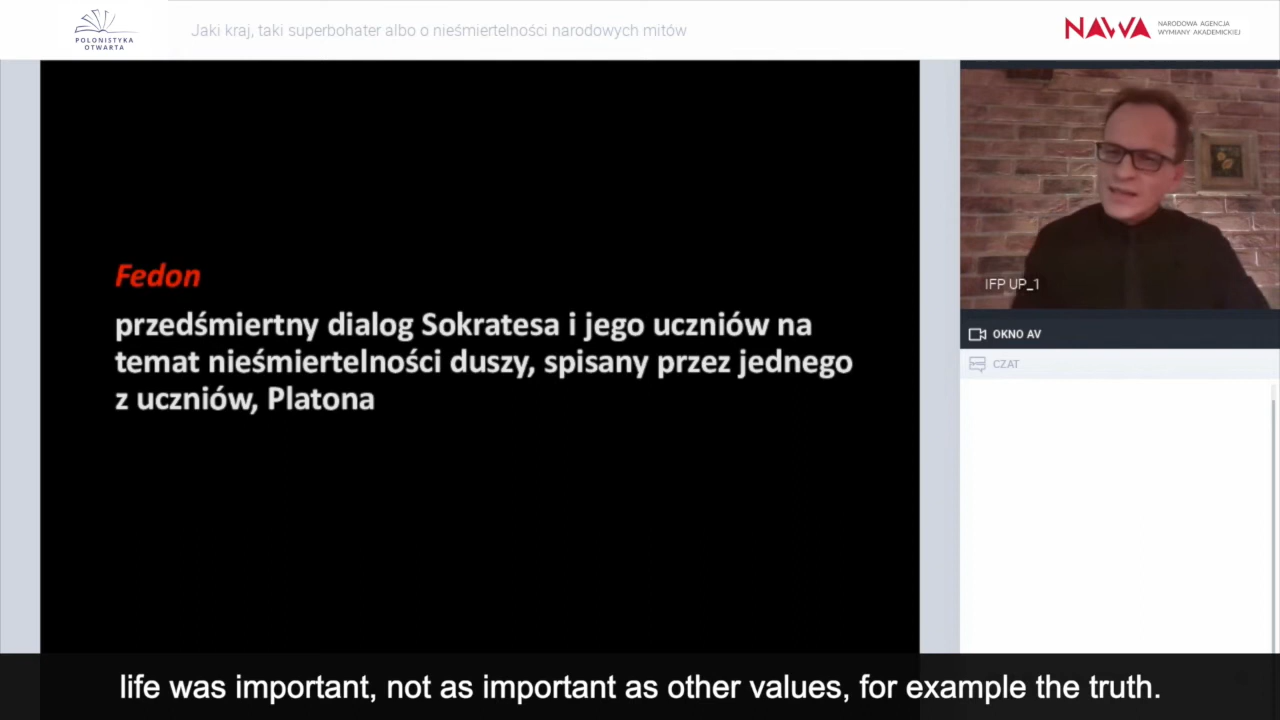 POLONISTYKA
OTWARTA
Jaki kraj, taki superbohater albo o nieśmiertelności narodowych mitów
NAWA
NARODOWA AGENCJA
WYMIANY AKADEMICKIEJ
Fedon
przedśmiertny dialog Sokratesa i jego uczniów na
temat nieśmiertelności duszy, spisany przez jednego
z uczniów, Platona
IFP UP_1
OKNO AV
CZAT
life was important, not as important as other values, for example the truth.